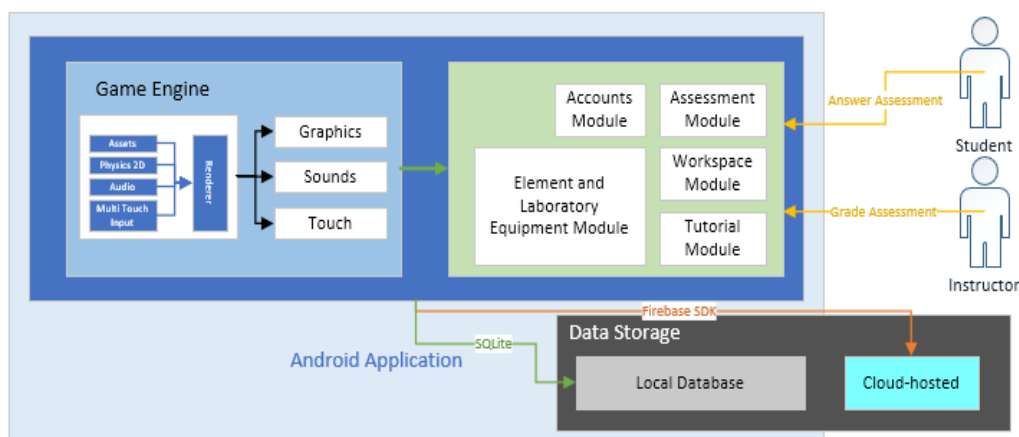 Game Engine
Assets
Physics 2D
Audio
Multi Touch
Input
Renderer
Graphics
Sounds
Touch
Accounts
Module
Assessment
Module
Element and
Laboratory
Equipment Module
Workspace
Module
Tutorial
Module
Answer Assessment
Student
Grade Assessment
Instructor
Firebase SDK
SQLite
Android Application
Data Storage
Local Database
Cloud-hosted